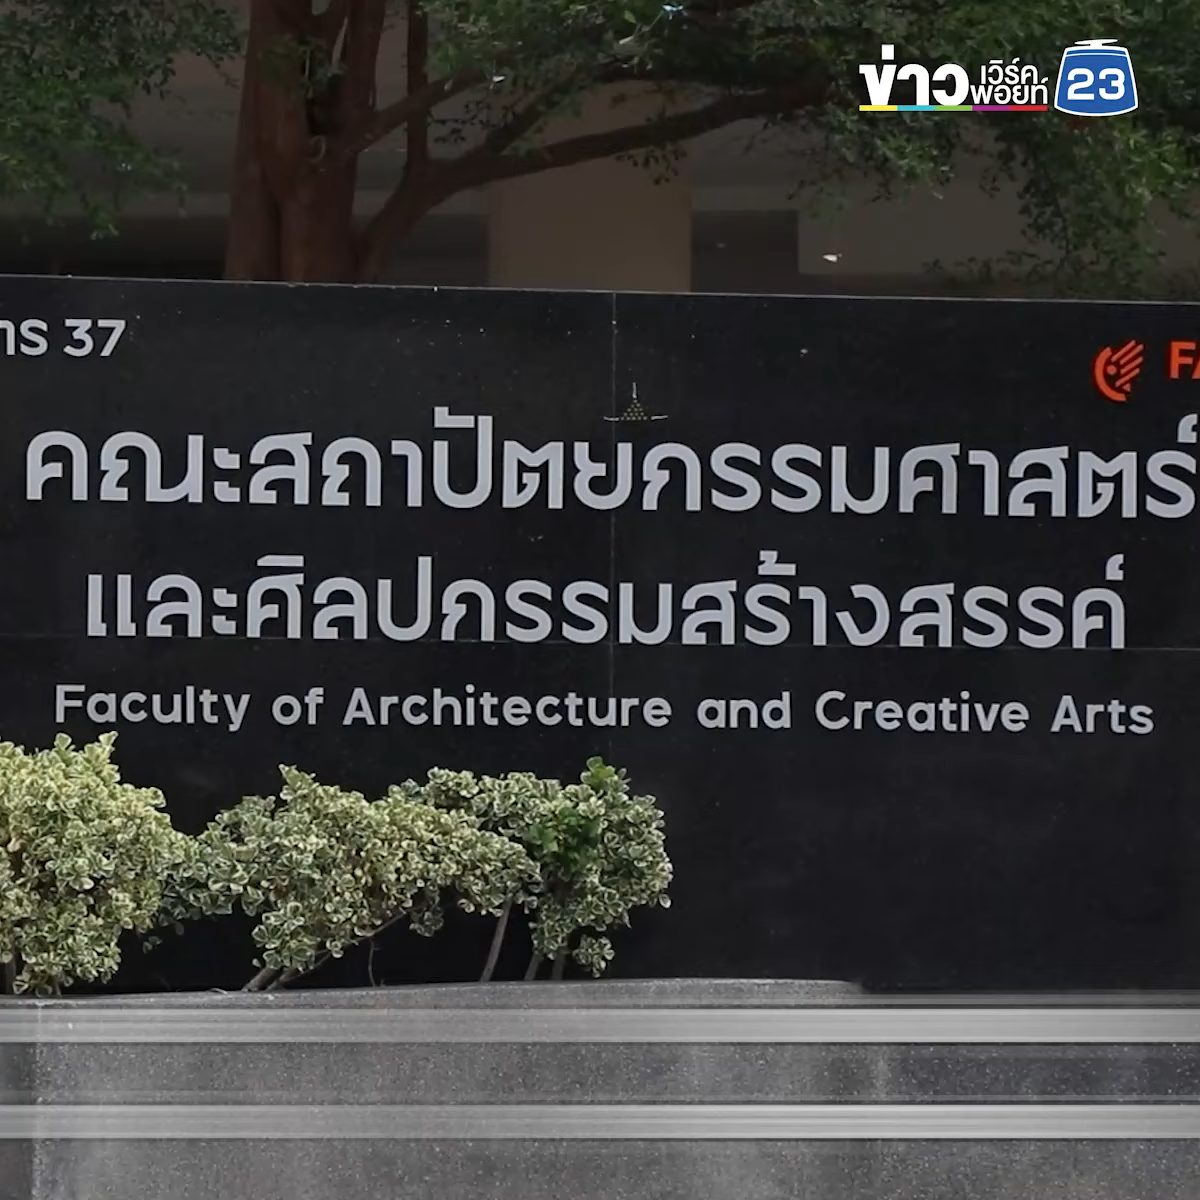 ข่าวเวิร์คพอยท์ 23
37
คณะสถาปัตยกรรมศาสตร์
และศิลปกรรมสร้างสรรค์
Faculty of Architecture and Creative Arts